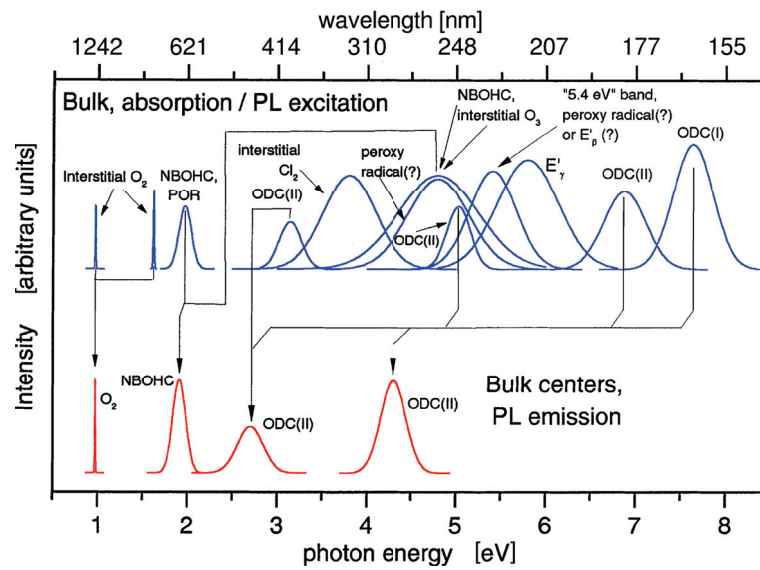 wavelength [nm]
1242 621 414 310 248 207 177 155
Bulk, absorption / PL excitation
NBOHC,
interstitial O₃
"5.4 eV" band,
peroxy radical(?)
or E'β (?)
ODC(I)
interstitial
Cl₂
peroxy
radical(?)
E'γ
ODC(II)
Interstitial O₂
NBOHC,
POR
ODC(II)
ODC(II)
Intensity [arbitrary units]
O₂
NBOHC
ODC(II)
ODC(II)
Bulk centers,
PL emission
1 2 3 4 5 6 7 8
photon energy [eV]